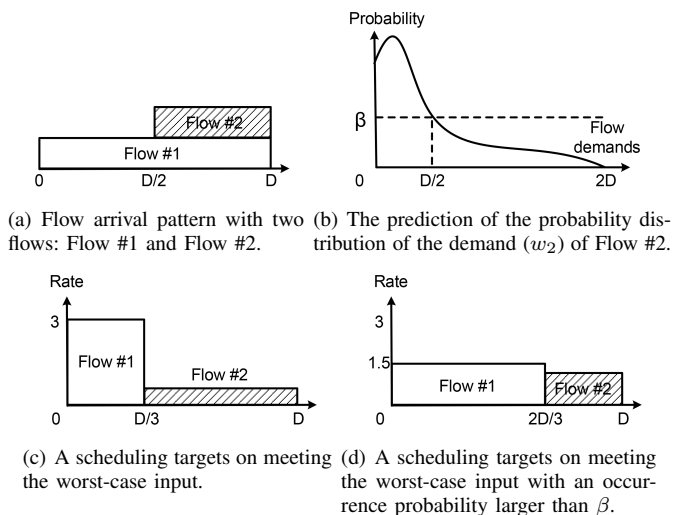 Flow #2
Flow #1
0
D/2
D
Probability
β
Flow
demands
0
D/2
2D
(a) Flow arrival pattern with two
flows: Flow #1 and Flow #2.
(b) The prediction of the probability dis-
tribution of the demand (w₂) of Flow #2.
Rate
3
Flow #1
Flow #2
0
D/3
D
Rate
3
1.5
Flow #1
Flow #2
0
2D/3
D
(c) A scheduling targets on meeting
the worst-case input.
(d) A scheduling targets on meeting
the worst-case input with an occur-
rence probability larger than β.